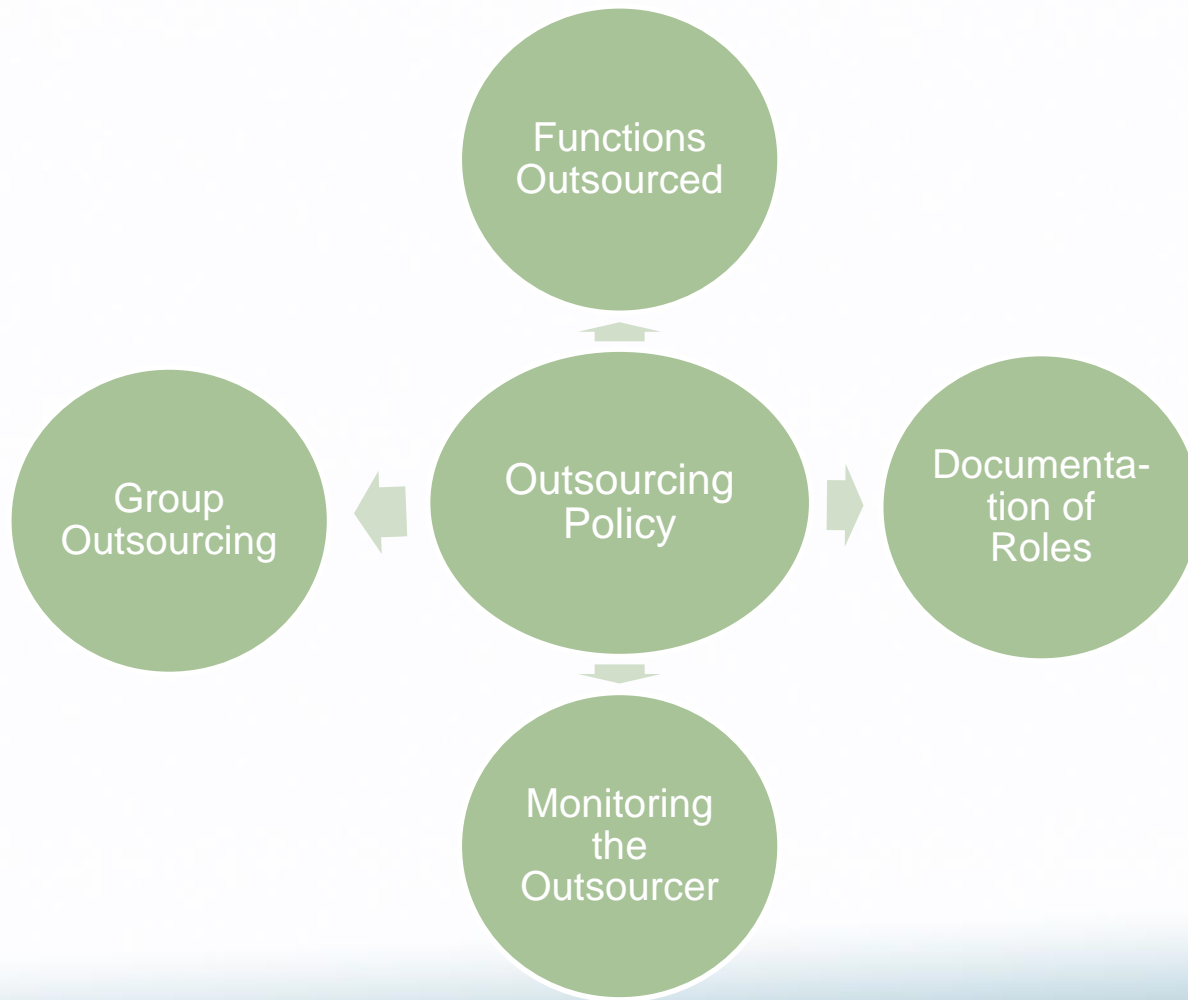 Functions
Outsourced
Group
Outsourcing
Outsourcing
Policy
Documenta-
tion of
Roles
Monitoring
the
Outsourcer